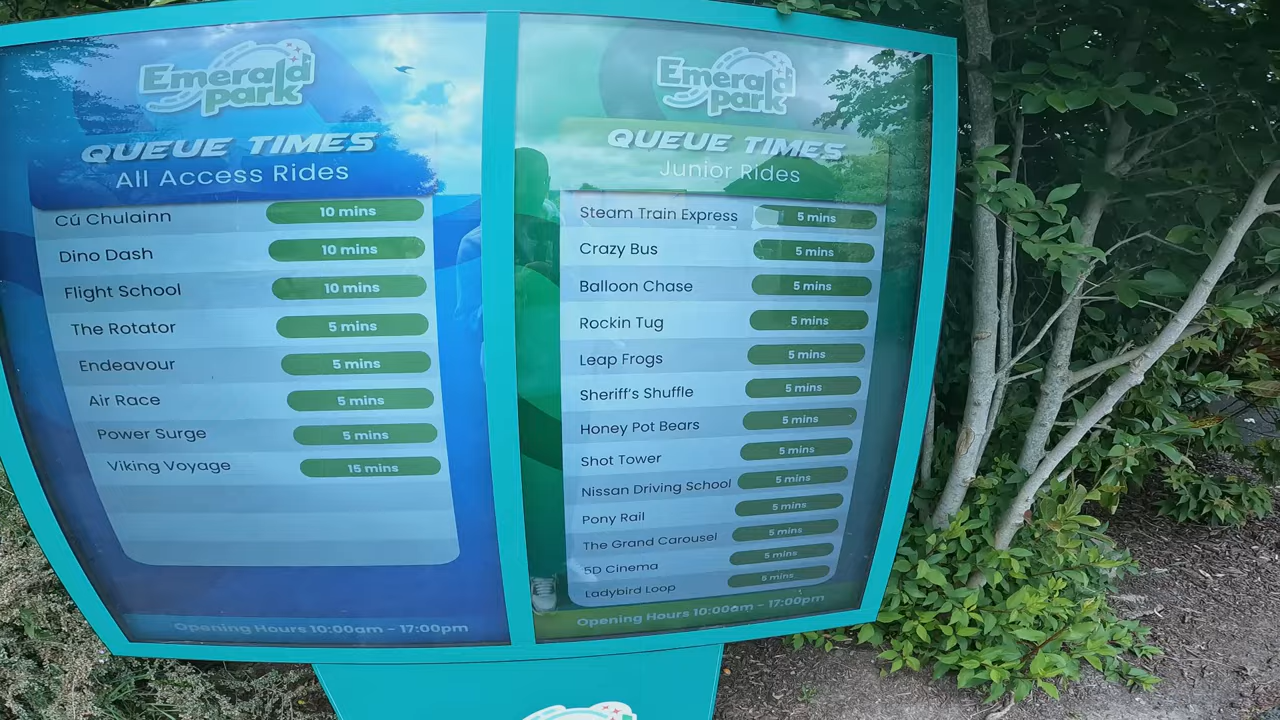 Emerald
park
QUEUE TIMES
All Access Rides
Cú Chulainn 10 mins
Dino Dash 10 mins
Flight School 10 mins
The Rotator 5 mins
Endeavour 5 mins
Air Race 5 mins
Power Surge 5 mins
Viking Voyage 15 mins
Opening Hours 10:00am - 17:00pm
Emerald
park
QUEUE TIMES
Junior Rides
Steam Train Express 5 mins
Crazy Bus 5 mins
Balloon Chase 5 mins
Rockin Tug 5 mins
Leap Frogs 5 mins
Sheriff's Shuffle 5 mins
Honey Pot Bears 5 mins
Shot Tower 5 mins
Nissan Driving School 5 mins
Pony Rail 5 mins
The Grand Carousel 5 mins
5D Cinema 5 mins
Ladybird Loop 5 mins
Opening Hours 10:00am - 17:00pm